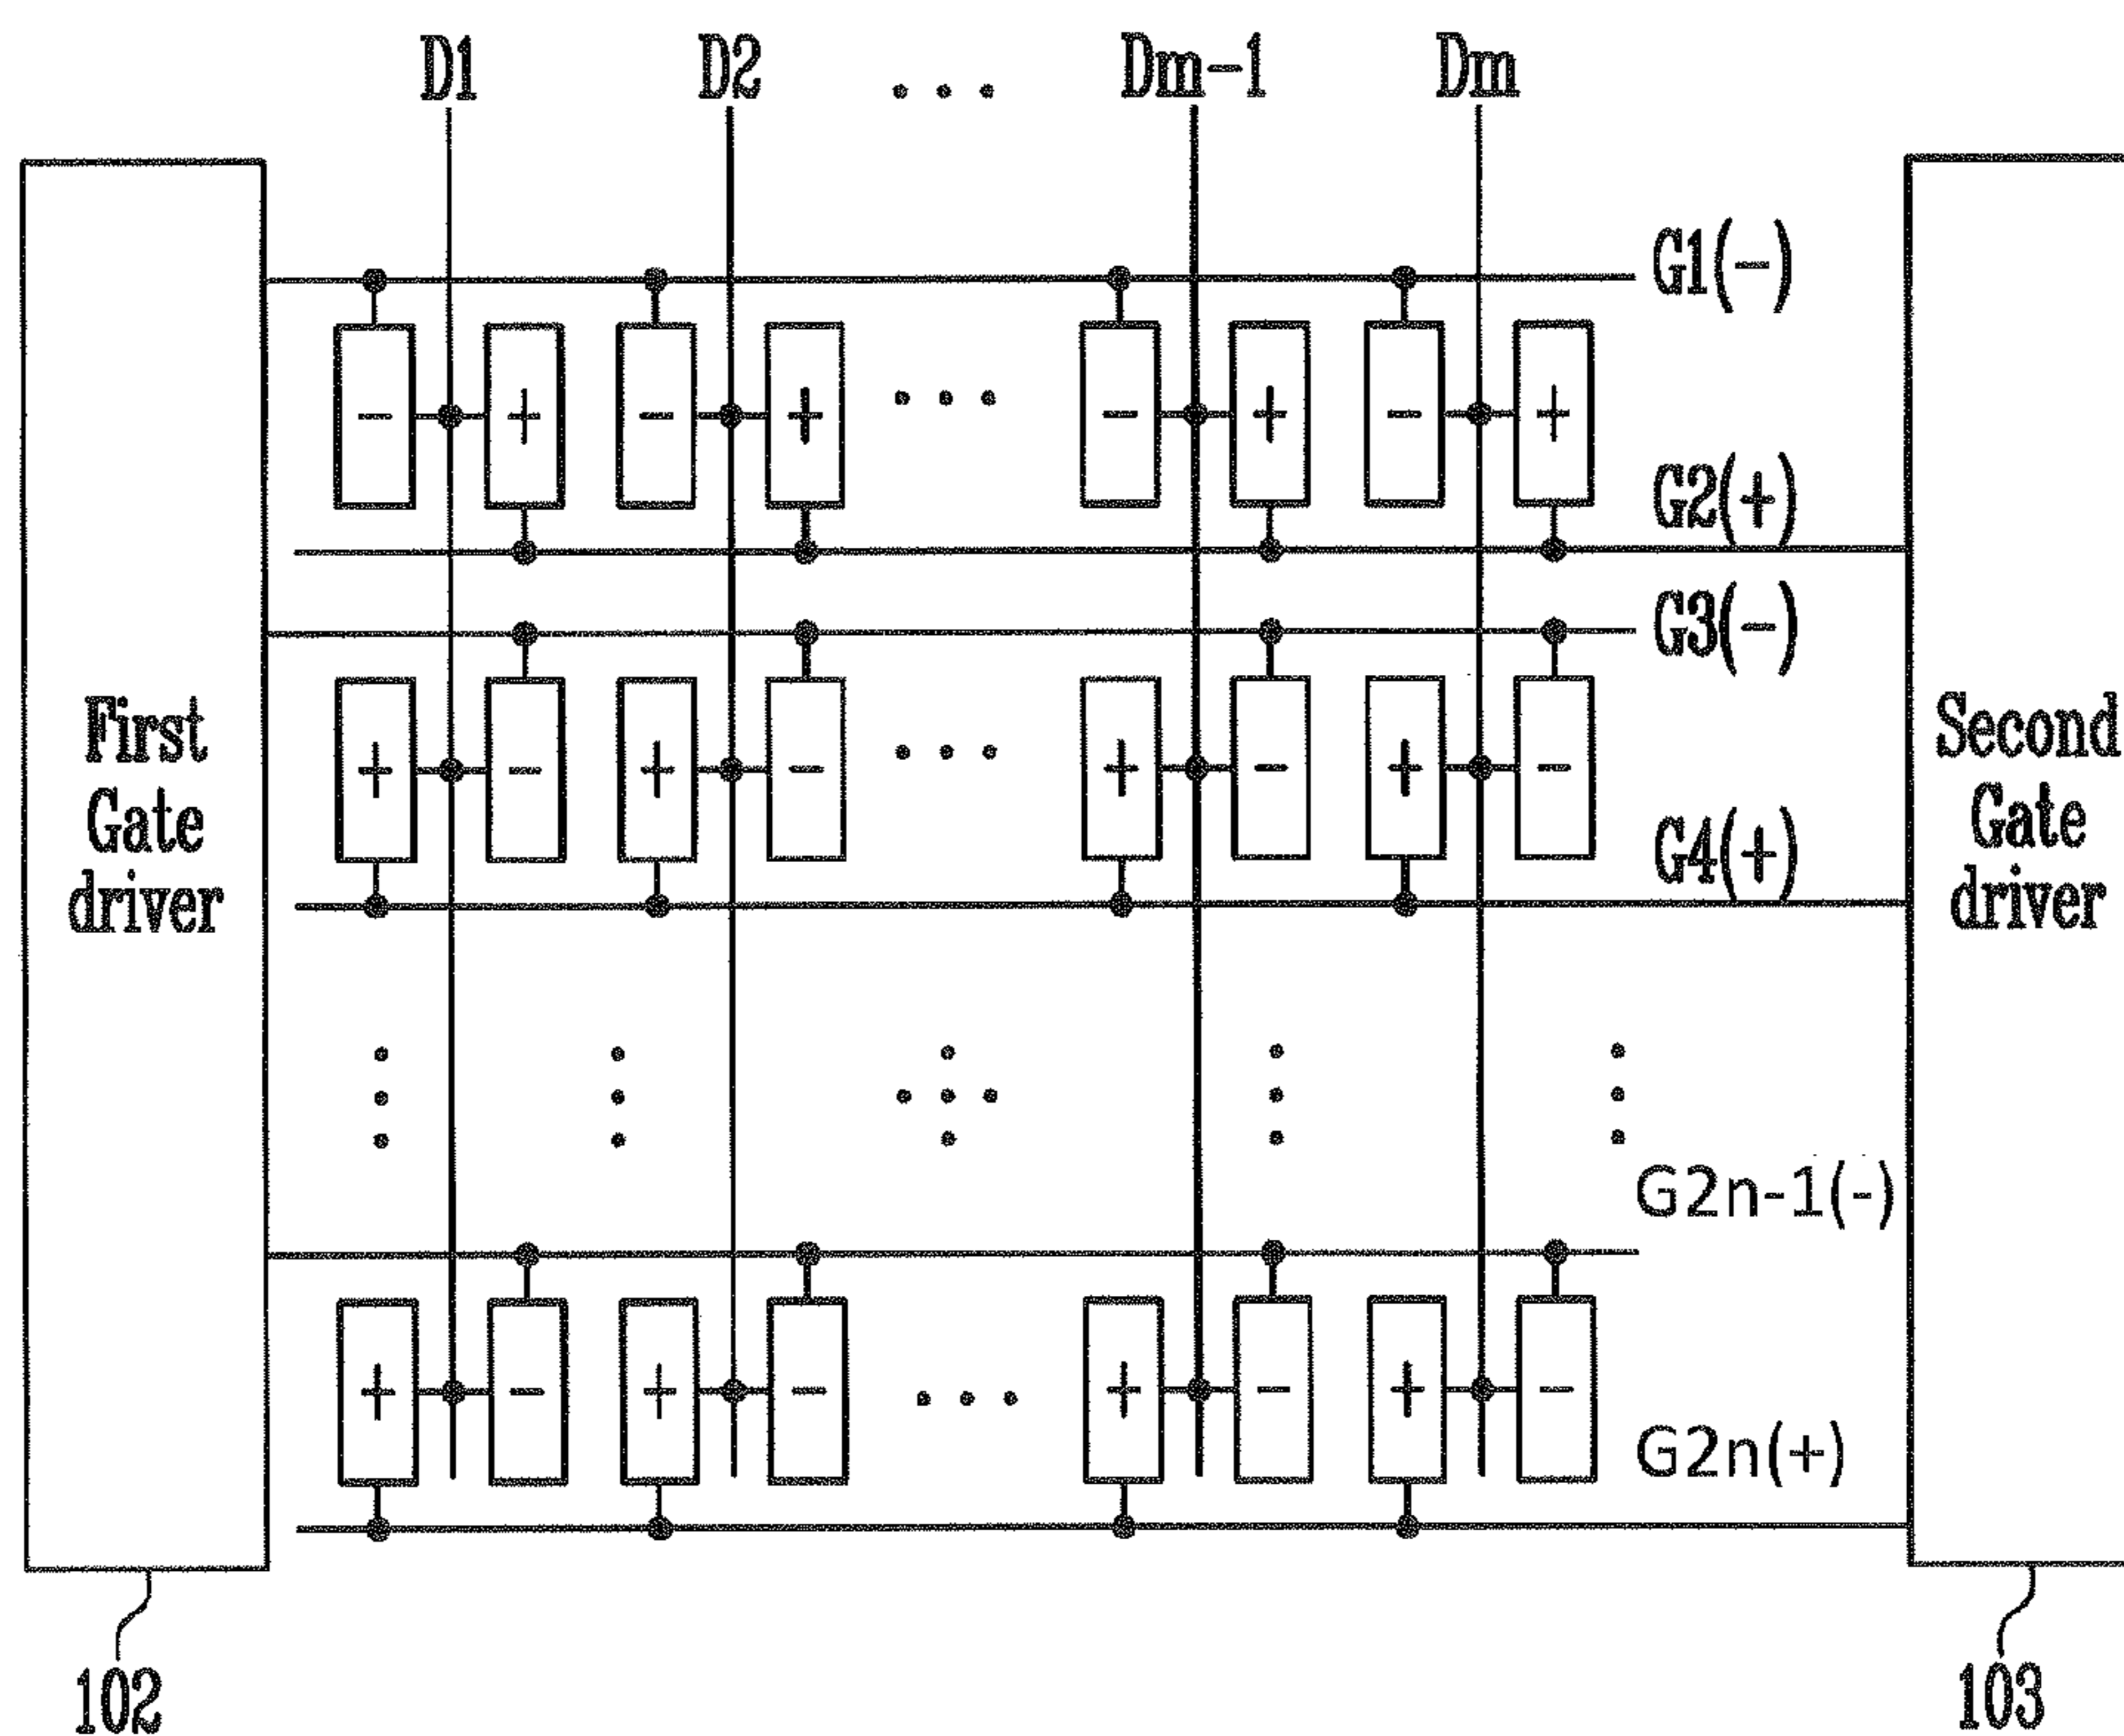 D1 D2 . . . Dm-1 Dm
G1(-)
- + - + . . . - + - +
G2(+)
G3(-)
+ - + - . . . + - + -
G4(+)
First
Gate
driver
Second
Gate
driver
G2n-1(-)
+ - + - . . . + - + -
G2n(+)
102
103